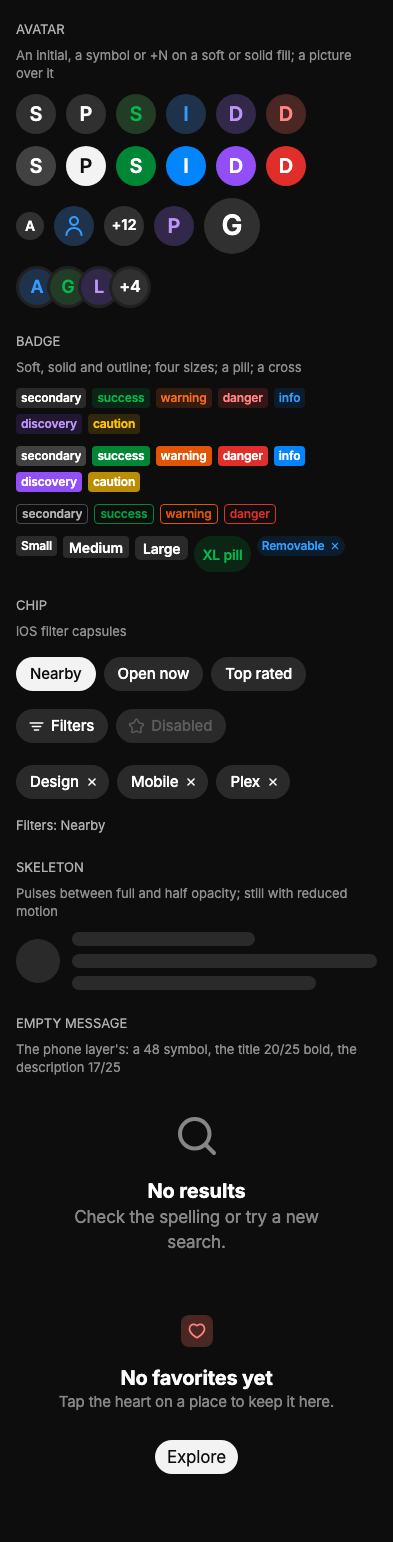 AVATAR
An initial, a symbol or +N on a soft or solid fill; a picture
over it
S P S I D D
S P S I D D
A +12 P G
A G L +4
BADGE
Soft, solid and outline; four sizes; a pill; a cross
secondary success warning danger info
discovery caution
secondary success warning danger info
discovery caution
secondary success warning danger
Small Medium Large XL pill Removable ×
CHIP
iOS filter capsules
Nearby Open now Top rated
Filters Disabled
Design × Mobile × Plex ×
Filters: Nearby
SKELETON
Pulses between full and half opacity; still with reduced
motion
EMPTY MESSAGE
The phone layer's: a 48 symbol, the title 20/25 bold, the
description 17/25
No results
Check the spelling or try a new
search.
No favorites yet
Tap the heart on a place to keep it here.
Explore